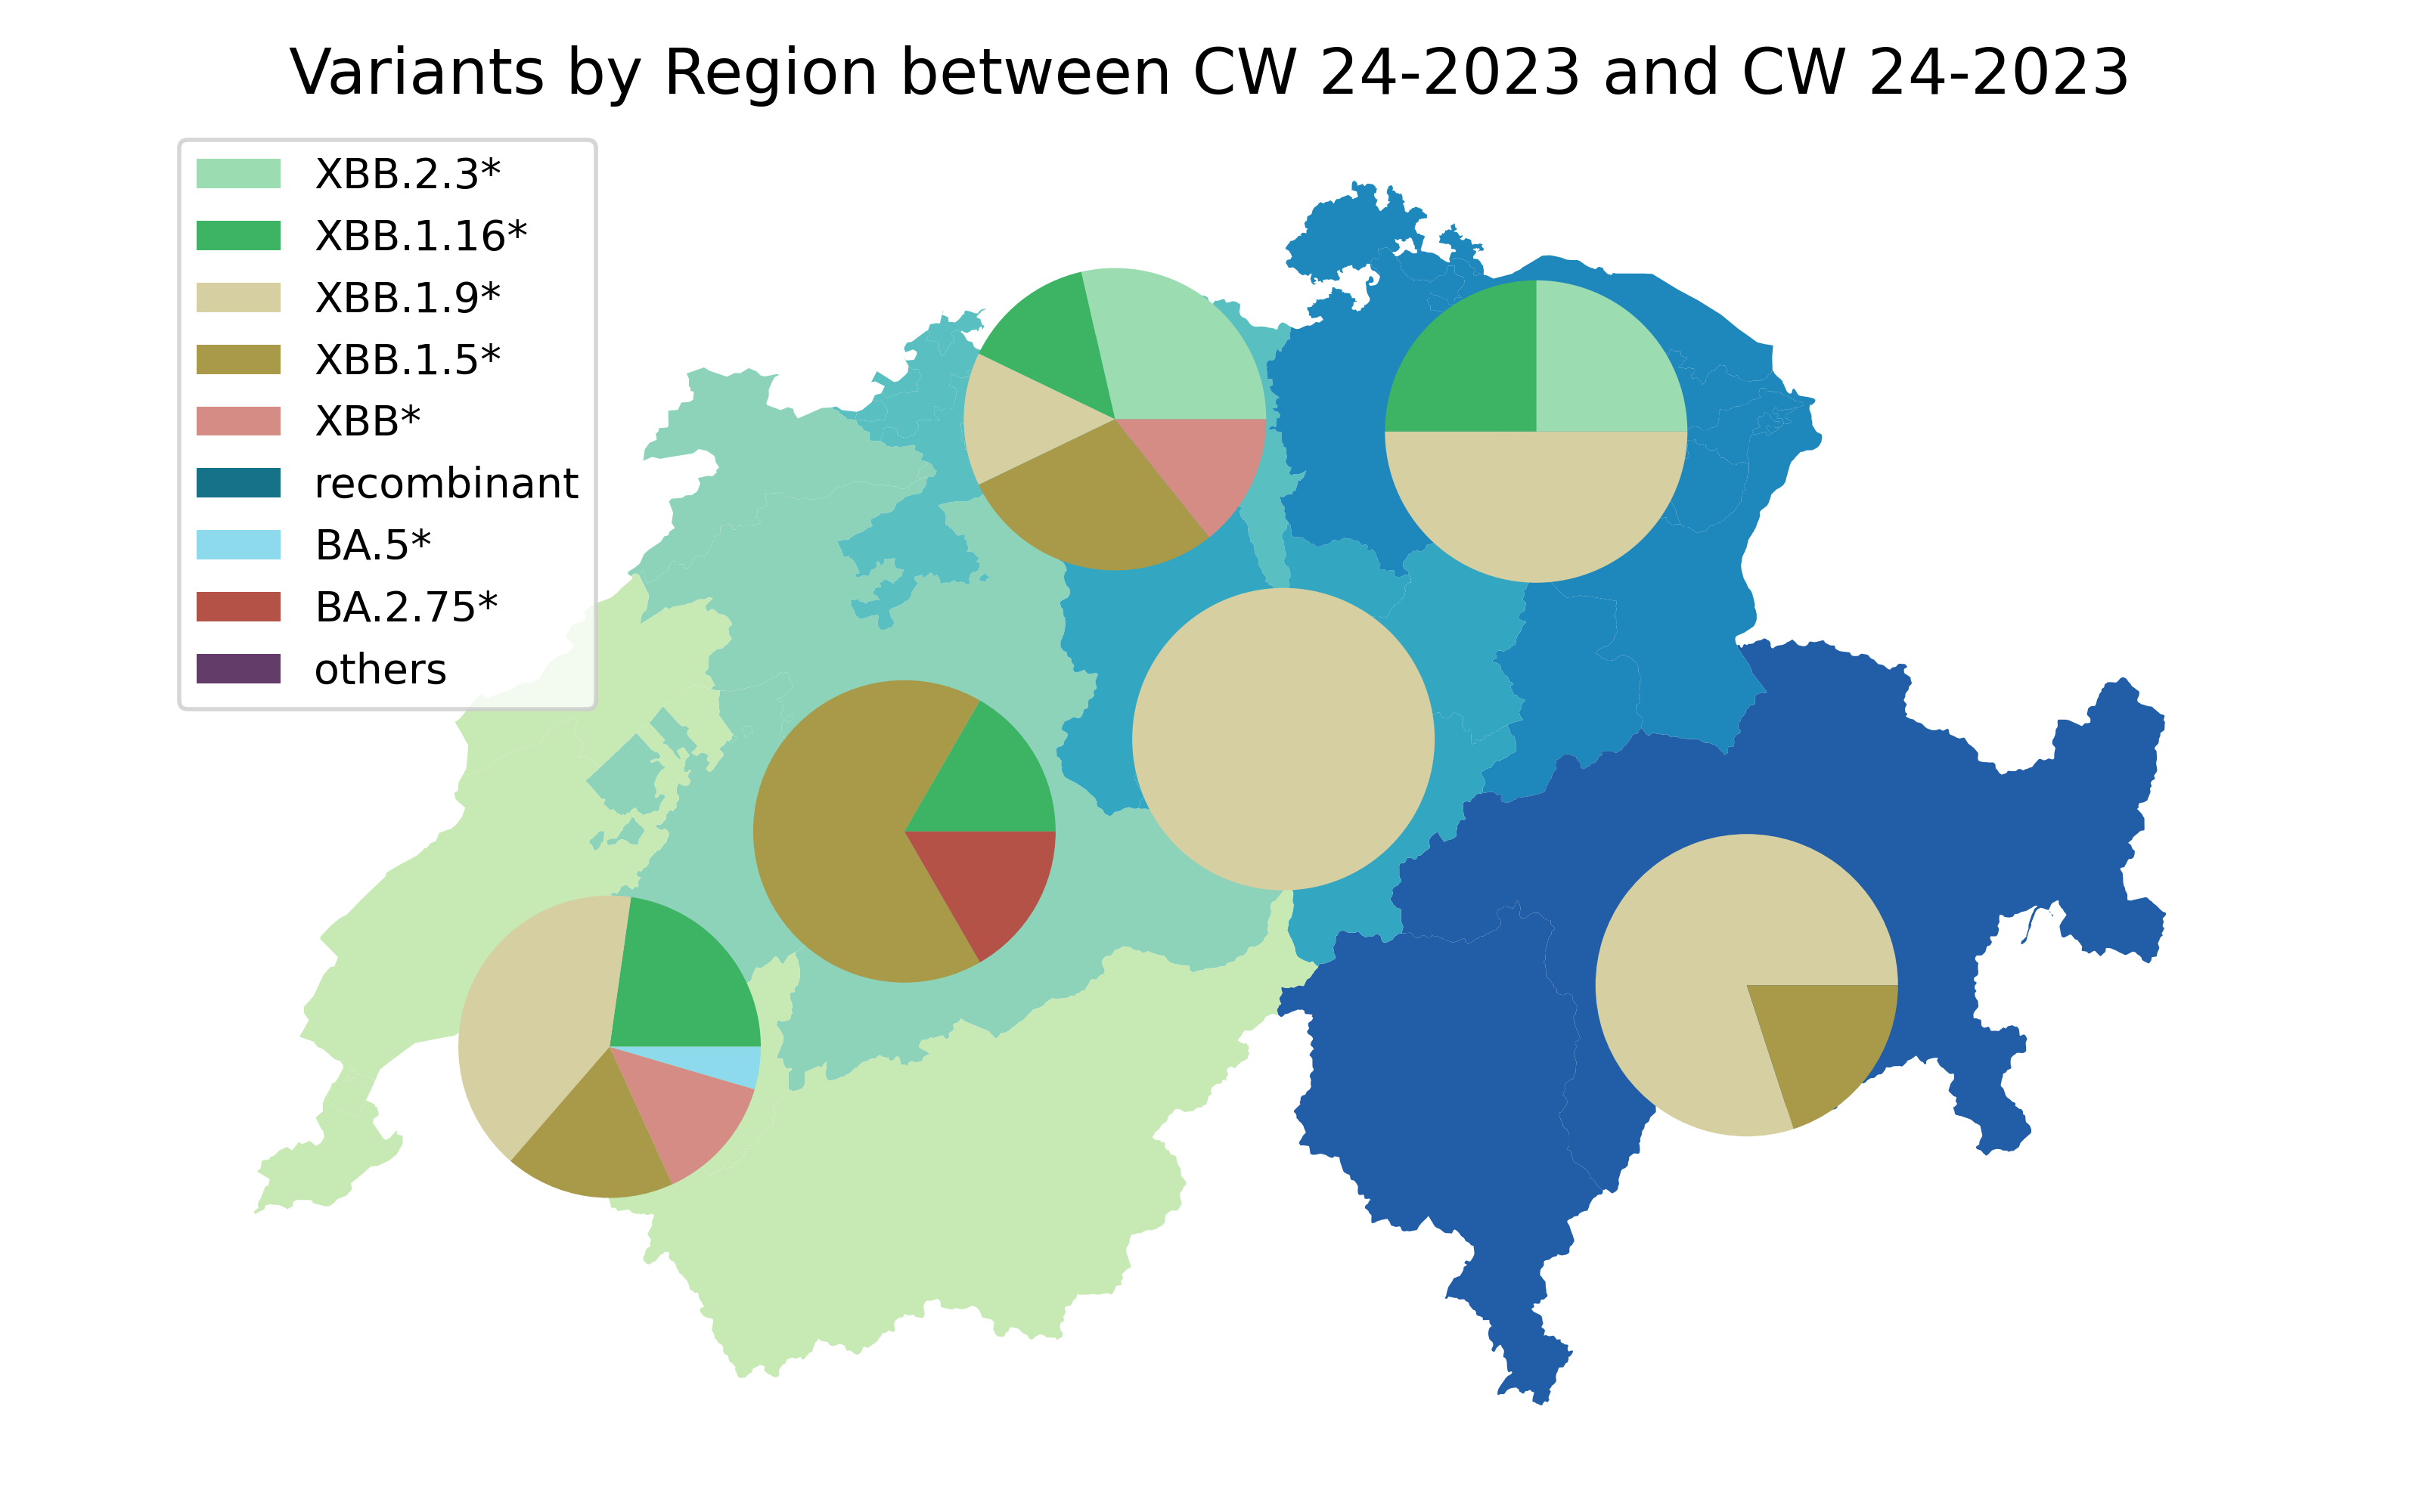 Variants by Region between CW 24-2023 and CW 24-2023
XBB.2.3*
XBB.1.16*
XBB.1.9*
XBB.1.5*
XBB*
recombinant
BA.5*
BA.2.75*
others